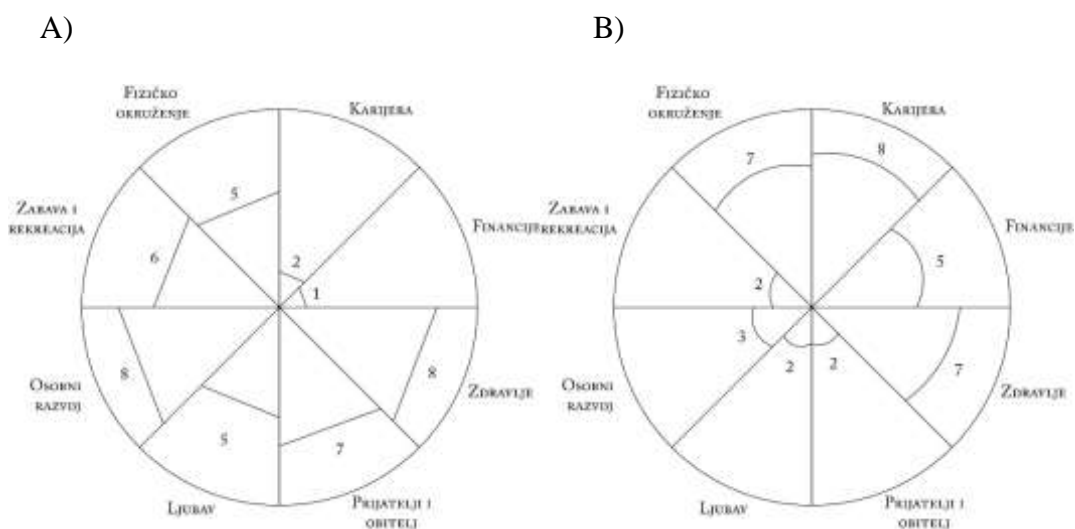 A)
B)
Fizičko
okruženje
Karijera
Zabava i
rekreacija
Financije
5
2
1
6
8
8
5
7
Osobni
razvoj
Zdravlje
Ljubav
Prijatelji i
obitelj
Fizičko
okruženje
Karijera
Zabava i
rekreacija
Financije
7
8
2
5
3
2
2
7
Osobni
razvoj
Zdravlje
Ljubav
Prijatelji i
obitelj